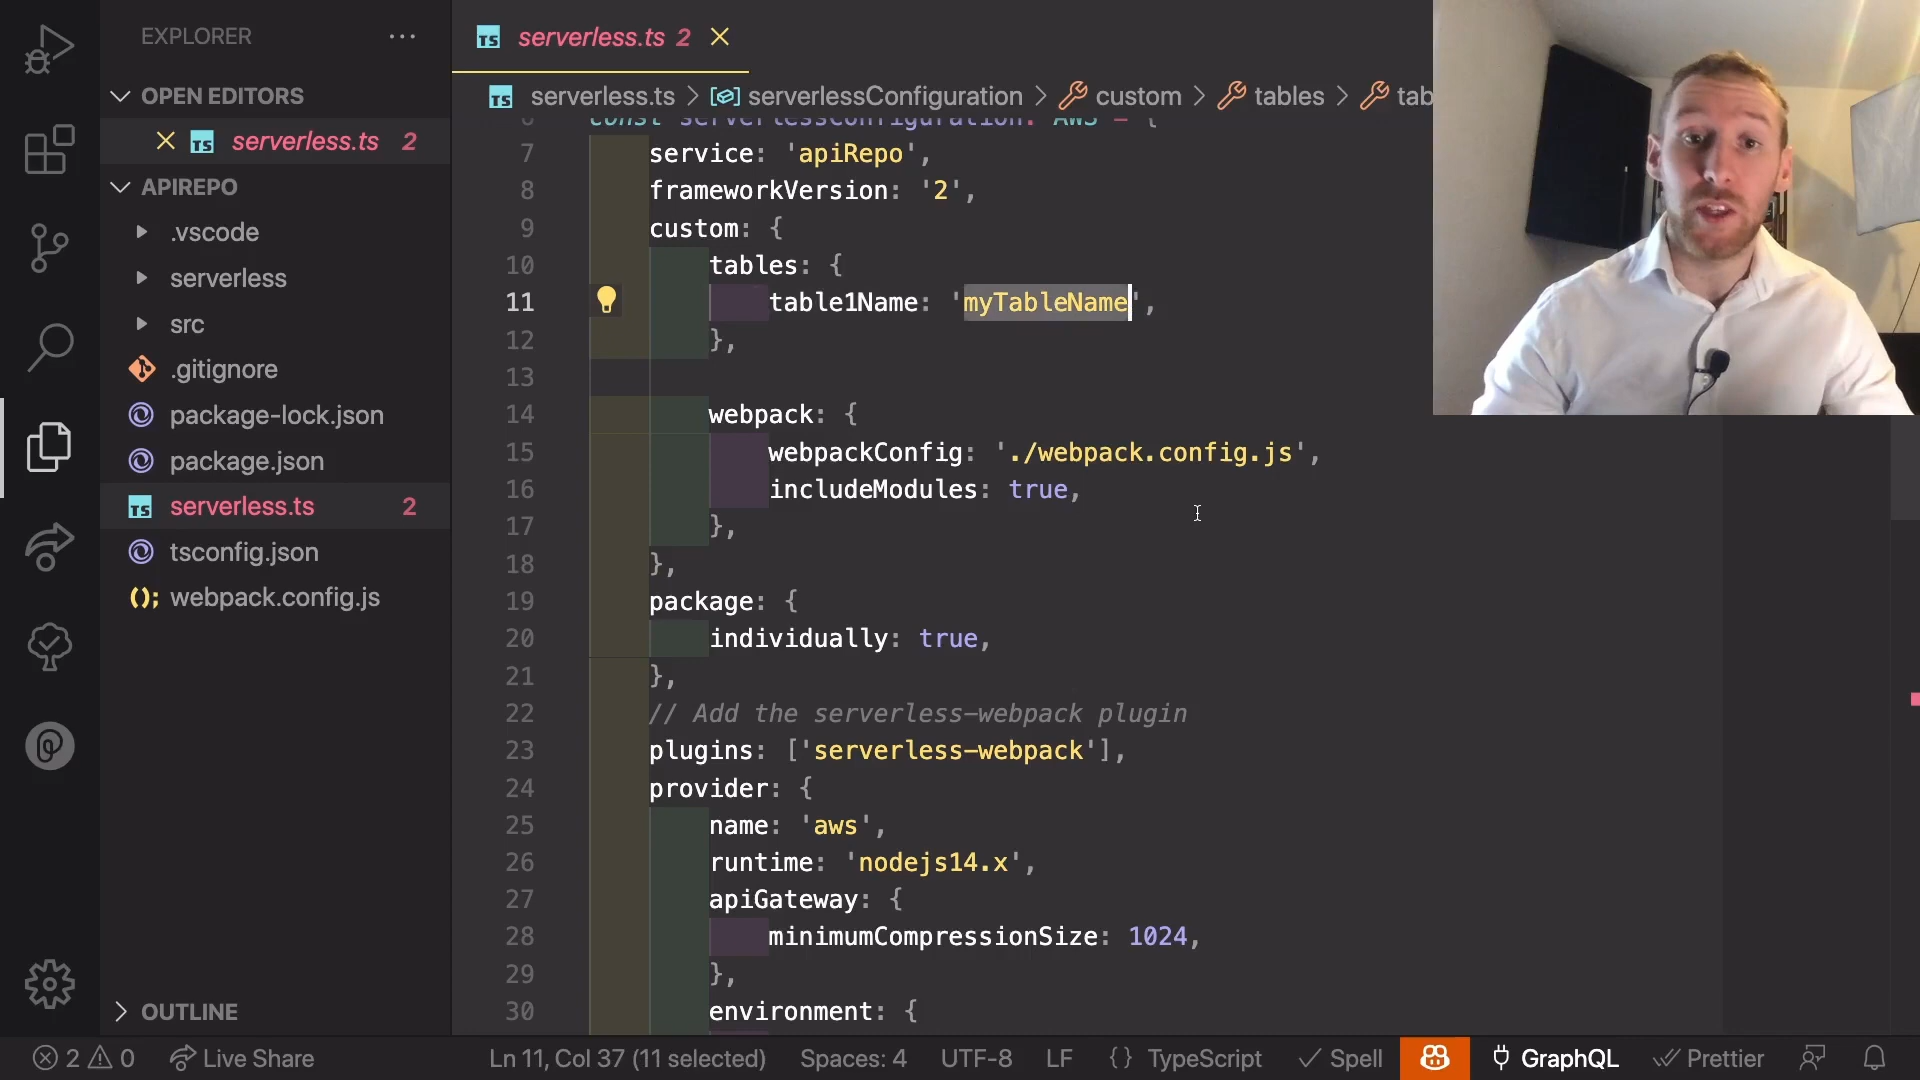 EXPLORER
OPEN EDITORS
serverless.ts 2
APIREPO
.vscode
serverless
src
.gitignore
package-lock.json
package.json
serverless.ts 2
tsconfig.json
webpack.config.js
OUTLINE
serverless.ts 2
serverless.ts > serverlessConfiguration > custom > tables > tab
6 const serverlessConfiguration: AWS = {
7 service: 'apiRepo',
8 frameworkVersion: '2',
9 custom: {
10 tables: {
11 table1Name: 'myTableName',
12 },
13
14 webpack: {
15 webpackConfig: './webpack.config.js',
16 includeModules: true,
17 },
18 },
19 package: {
20 individually: true,
21 },
22 // Add the serverless-webpack plugin
23 plugins: ['serverless-webpack'],
24 provider: {
25 name: 'aws',
26 runtime: 'nodejs14.x',
27 apiGateway: {
28 minimumCompressionSize: 1024,
29 },
30 environment: {
2 0 Live Share Ln 11, Col 37 (11 selected) Spaces: 4 UTF-8 LF {} TypeScript Spell GraphQL Prettier